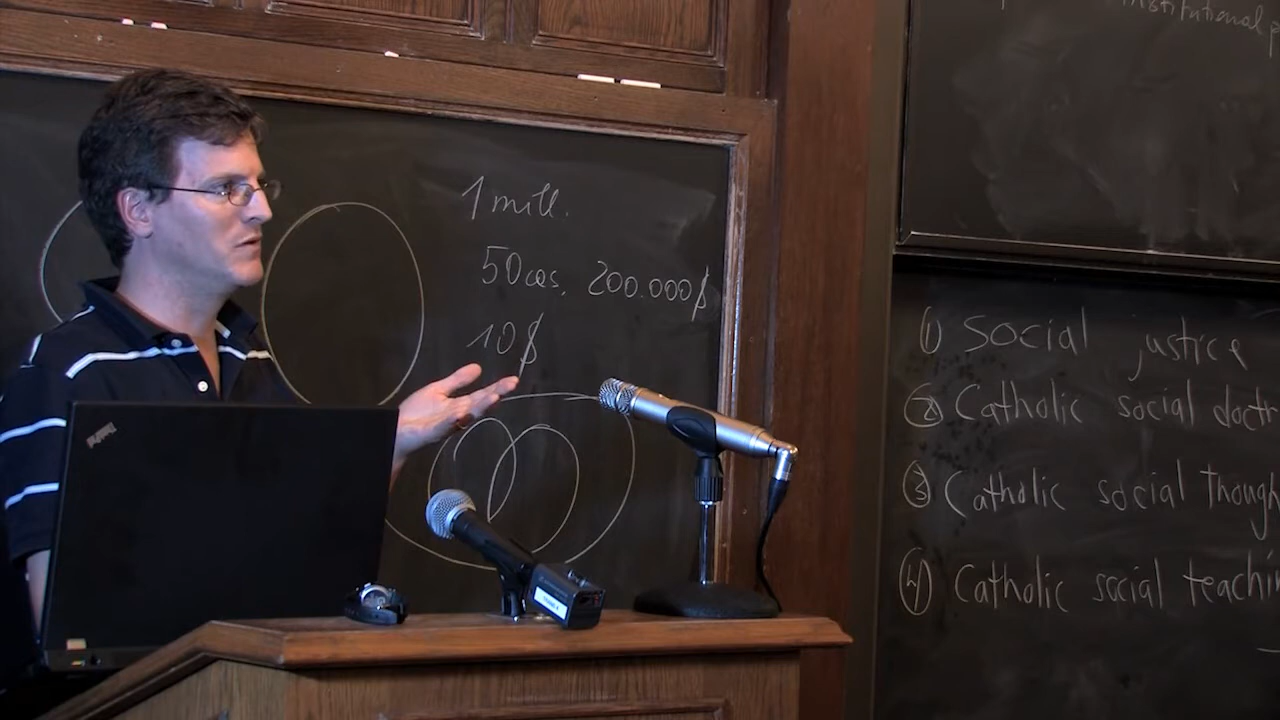 1 mill.
50 cas. 200.000$
10$
institutional p
① Social justice
② Catholic social doctr
③ Catholic social though
④ Catholic social teachin